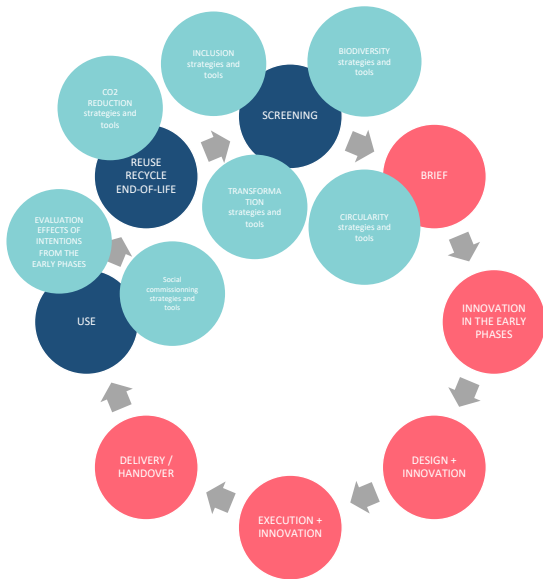 INCLUSION
strategies and
tools
BIODIVERSITY
strategies and
tools
CO2
REDUCTION
strategies and
tools
SCREENING
REUSE
RECYCLE
END-OF-LIFE
BRIEF
TRANSFORMA
TION
strategies and
tools
CIRCULARITY
strategies and
tools
EVALUATION
EFFECTS OF
INTENTIONS
FROM THE
EARLY PHASES
Social
commissionning
strategies and
tools
USE
INNOVATION
IN THE EARLY
PHASES
DESIGN +
INNOVATION
DELIVERY /
HANDOVER
EXECUTION +
INNOVATION